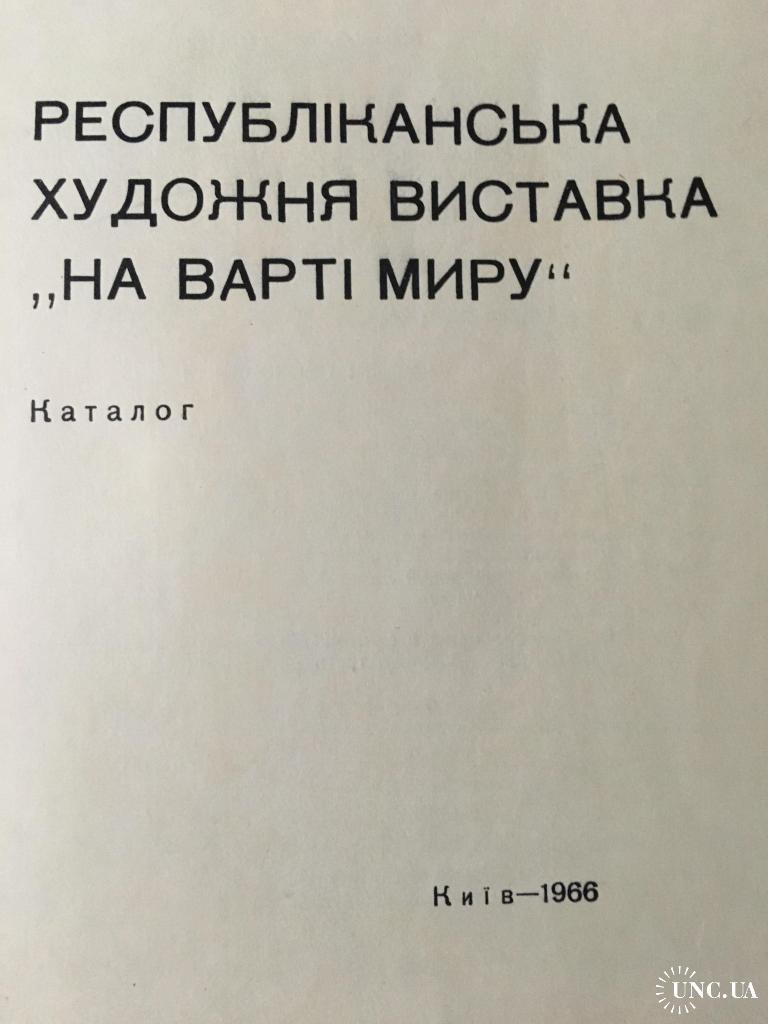 РЕСПУБЛІКАНСЬКА
ХУДОЖНЯ ВИСТАВКА
„НА ВАРТІ МИРУ“
Каталог
Київ—1966
UNC.UA